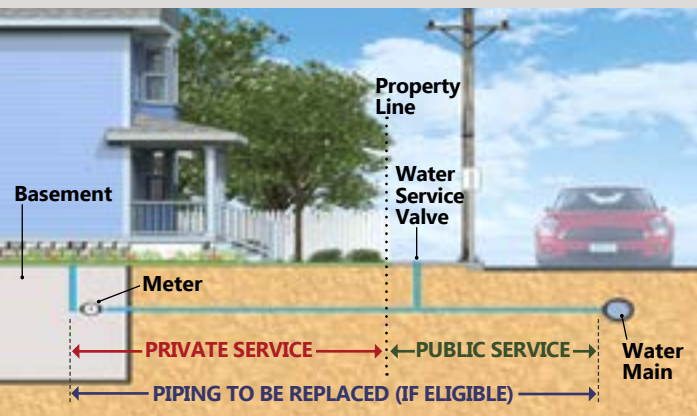 Property
Line
Water
Service
Valve
Basement
Meter
PRIVATE SERVICE
PUBLIC SERVICE
Water
Main
PIPING TO BE REPLACED (IF ELIGIBLE)